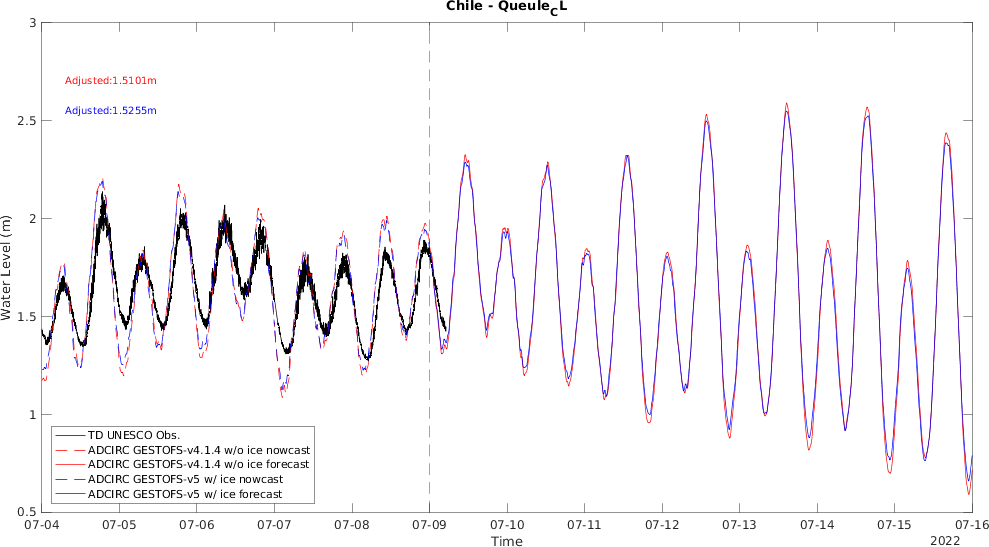 Chile - Queule_CL
3
2.5
2
1.5
1
0.5
Water Level (m)
Adjusted:1.5101m
Adjusted:1.5255m
TD UNESCO Obs.
ADCIRC GESTOFS-v4.1.4 w/o ice nowcast
ADCIRC GESTOFS-v4.1.4 w/o ice forecast
ADCIRC GESTOFS-v5 w/ ice nowcast
ADCIRC GESTOFS-v5 w/ ice forecast
07-04 07-05 07-06 07-07 07-08 07-09 07-10 07-11 07-12 07-13 07-14 07-15 07-16
Time
2022